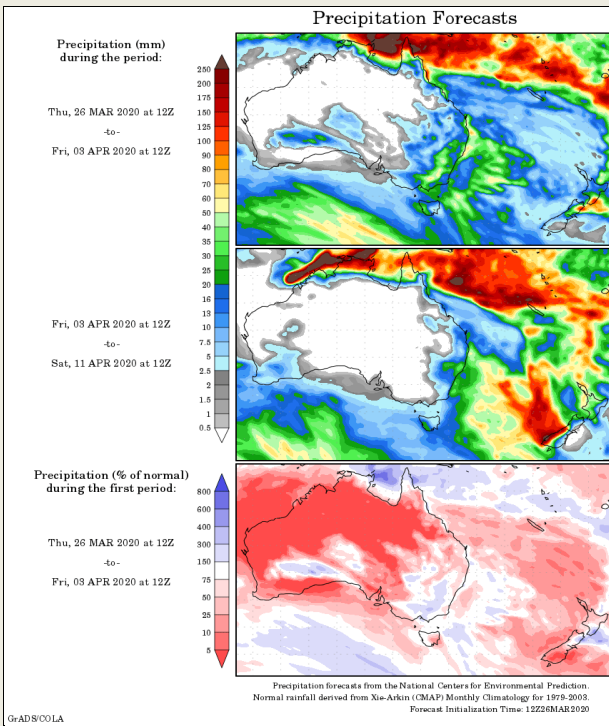 Precipitation Forecasts
Precipitation (mm)
during the period:
Thu, 26 MAR 2020 at 12Z
-to-
Fri, 03 APR 2020 at 12Z
250
200
175
150
125
100
90
80
70
60
50
40
35
30
25
20
16
13
10
7.5
5
2.5
2
1.5
1
0.5
Fri, 03 APR 2020 at 12Z
-to-
Sat, 11 APR 2020 at 12Z
Precipitation (% of normal)
during the first period:
Thu, 26 MAR 2020 at 12Z
-to-
Fri, 03 APR 2020 at 12Z
800
600
400
300
150
75
50
25
10
5
Precipitation forecasts from the National Centers for Environmental Prediction.
Normal rainfall derived from Xie-Arkin (CMAP) Monthly Climatology for 1979-2003.
Forecast Initialization Time: 12Z26MAR2020
GrADS/COLA